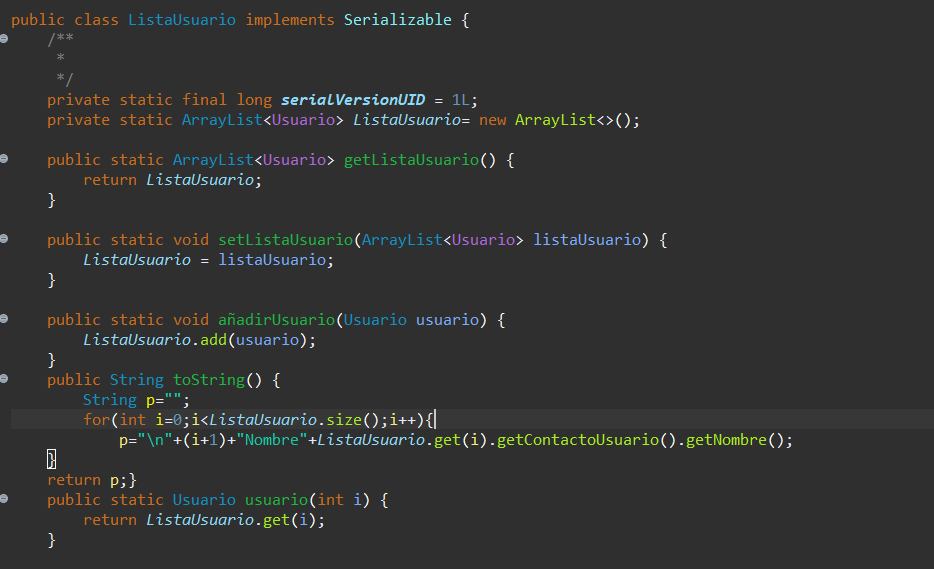 public class ListaUsuario implements Serializable {
    /**
     *
     */
    private static final long serialVersionUID = 1L;
    private static ArrayList<Usuario> ListaUsuario= new ArrayList<>();

    public static ArrayList<Usuario> getListaUsuario() {
        return ListaUsuario;
    }

    public static void setListaUsuario(ArrayList<Usuario> listaUsuario) {
        ListaUsuario = listaUsuario;
    }

    public static void añadirUsuario(Usuario usuario) {
        ListaUsuario.add(usuario);
    }
    public String toString() {
        String p="";
        for(int i=0;i<ListaUsuario.size();i++){
            p="\n"+(i+1)+"Nombre"+ListaUsuario.get(i).getContactoUsuario().getNombre();
    }
    return p;}
    public static Usuario usuario(int i) {
        return ListaUsuario.get(i);
    }